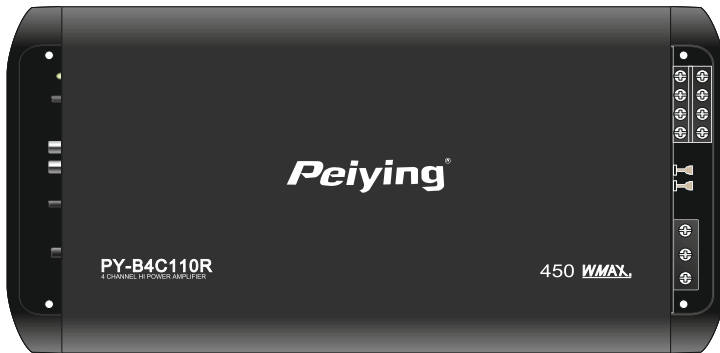 Peiying®
PY-B4C110R
4 CHANNEL HI POWER AMPLIFIER
450 WMAX.